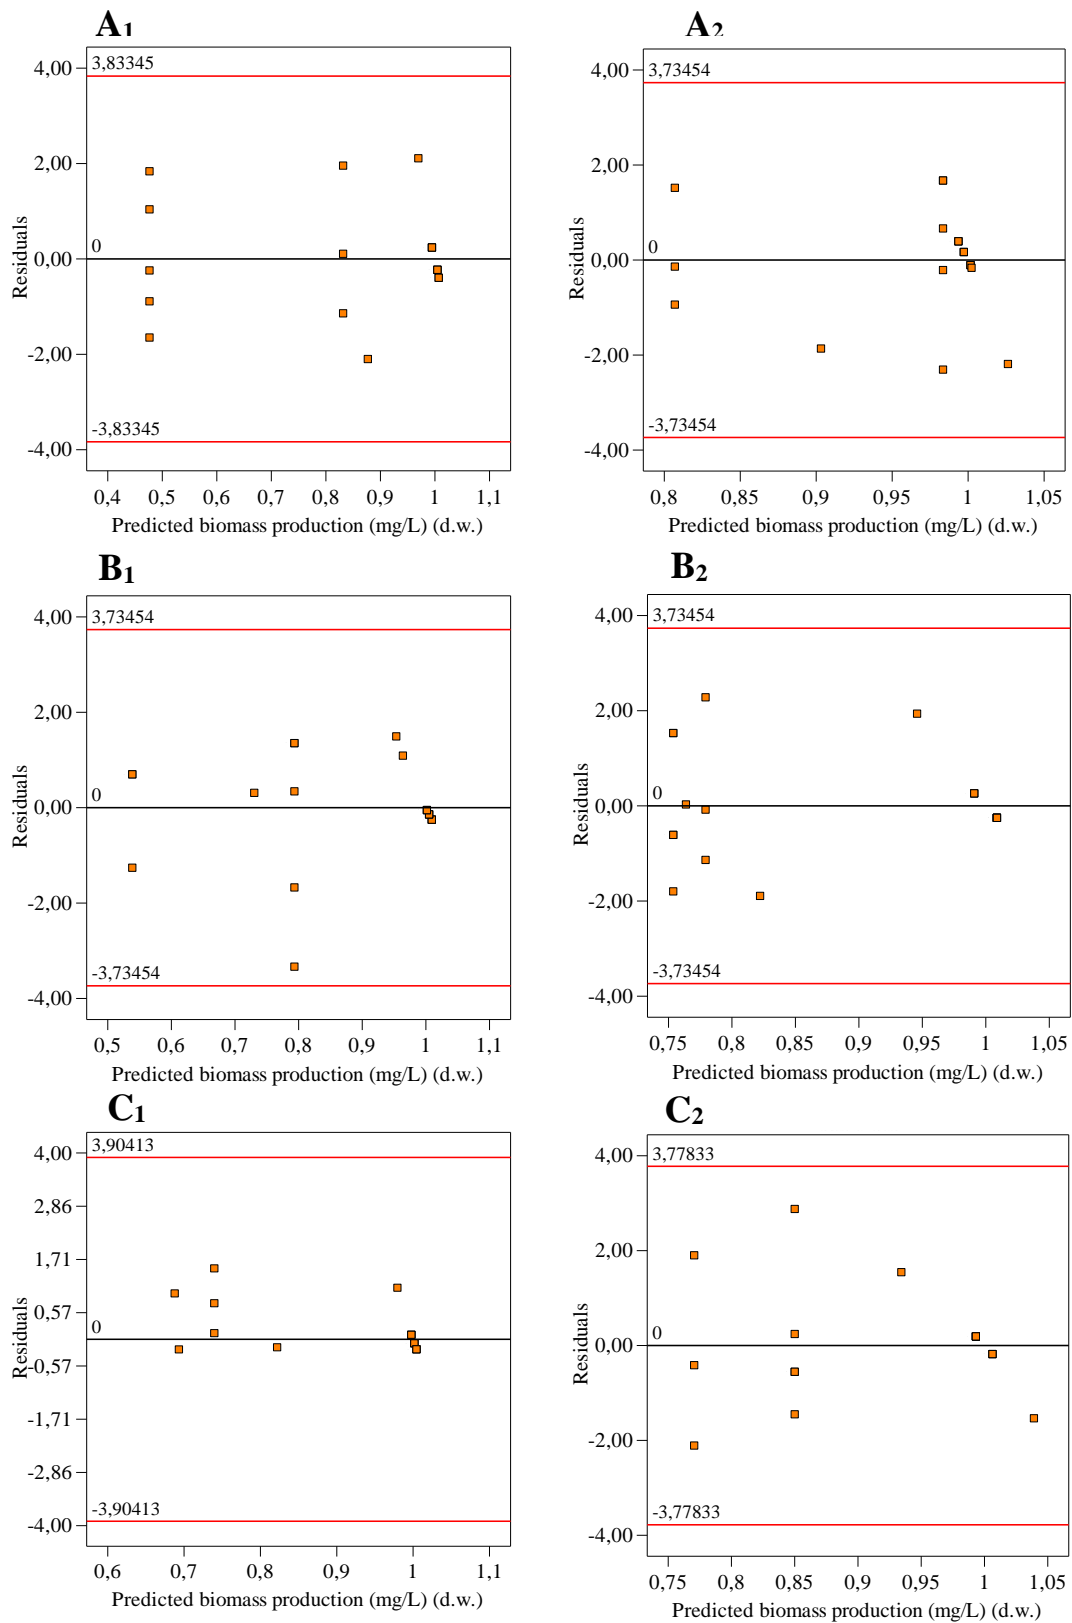 A1
A2
4,00
3,83345
2,00
0
0,00
-2,00
-3,83345
-4,00
Residuals
0,4 0,5 0,6 0,7 0,8 0,9 1 1,1
Predicted biomass production (mg/L) (d.w.)
4,00
3,73454
2,00
0
0,00
-2,00
-3,73454
-4,00
Residuals
0,8 0,85 0,9 0,95 1 1,05
Predicted biomass production (mg/L) (d.w.)
B1
B2
4,00
3,73454
2,00
0
0,00
-2,00
-3,73454
-4,00
Residuals
0,5 0,6 0,7 0,8 0,9 1 1,1
Predicted biomass production (mg/L) (d.w.)
4,00
3,73454
2,00
0
0,00
-2,00
-3,73454
-4,00
Residuals
0,75 0,8 0,85 0,9 0,95 1 1,05
Predicted biomass production (mg/L) (d.w.)
C1
C2
3,90413
4,00
2,86
1,71
0,57
0
-0,57
-1,71
-2,86
-3,90413
-4,00
Residuals
0,6 0,7 0,8 0,9 1 1,1
Predicted biomass production (mg/L) (d.w.)
4,00
3,77833
2,00
0
0,00
-2,00
-3,77833
-4,00
Residuals
0,75 0,8 0,85 0,9 0,95 1 1,05
Predicted biomass production (mg/L) (d.w.)